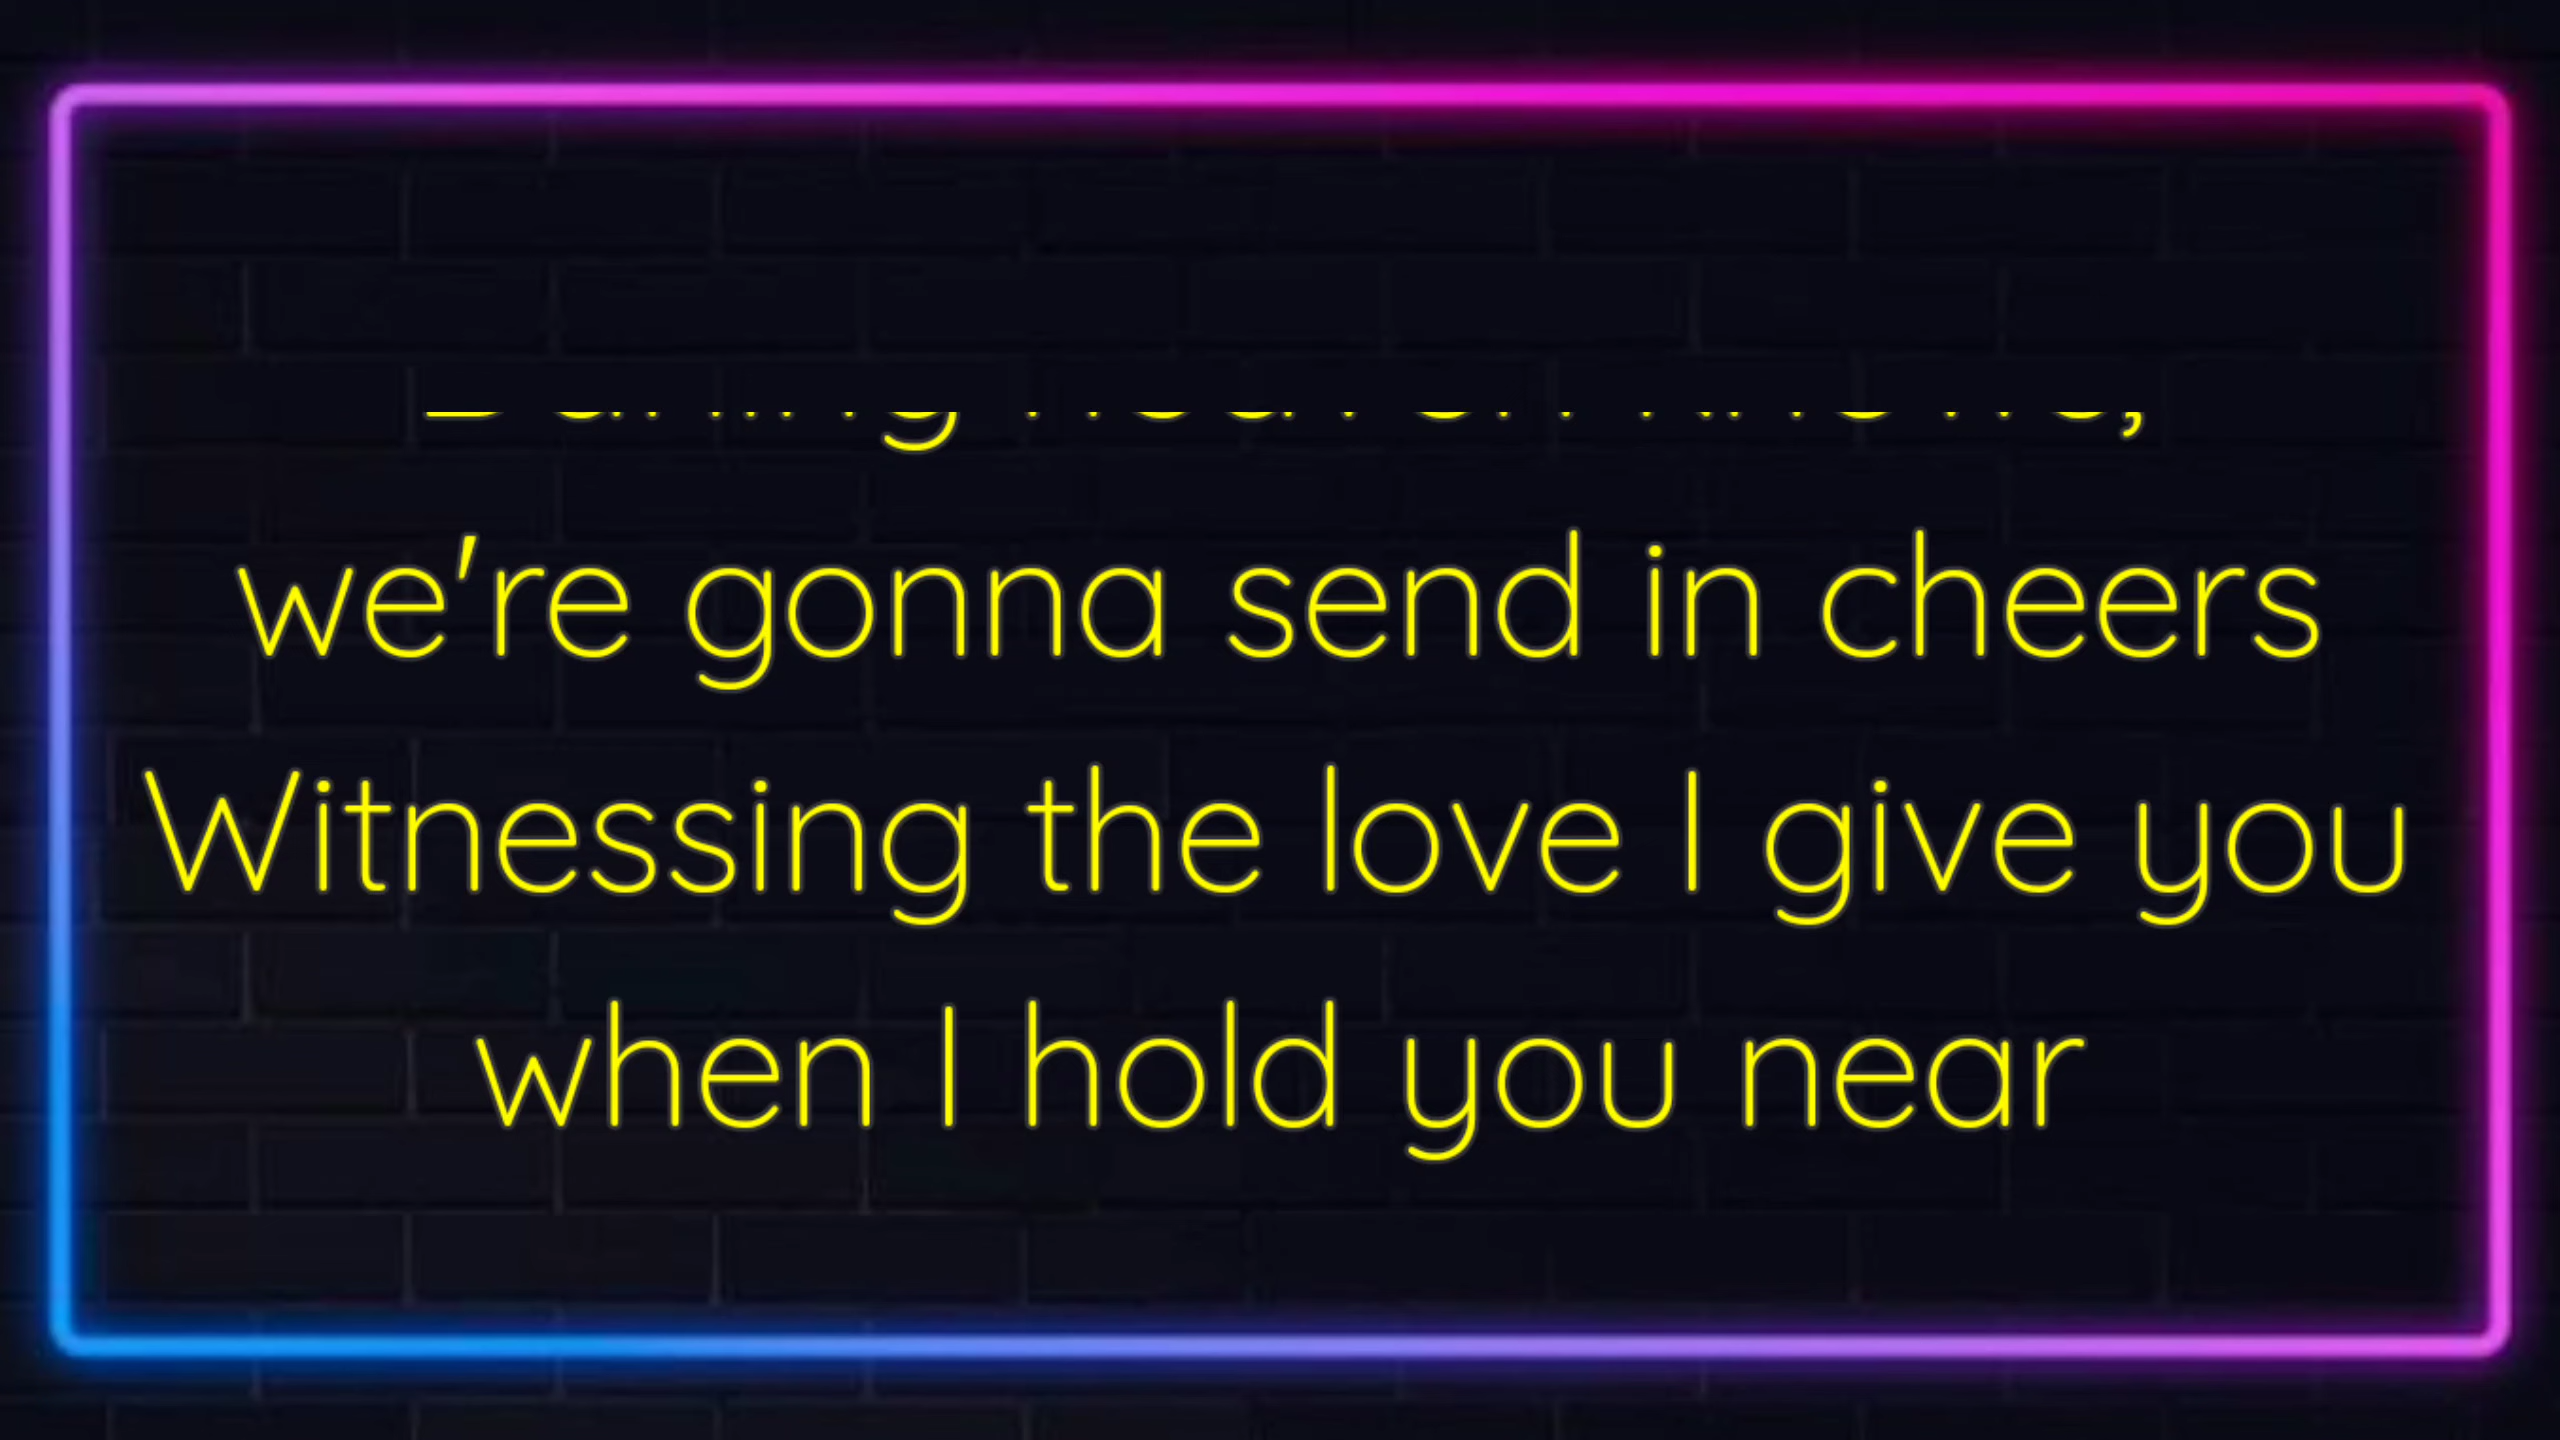 we're gonna send in cheers
Witnessing the love I give you
when I hold you near